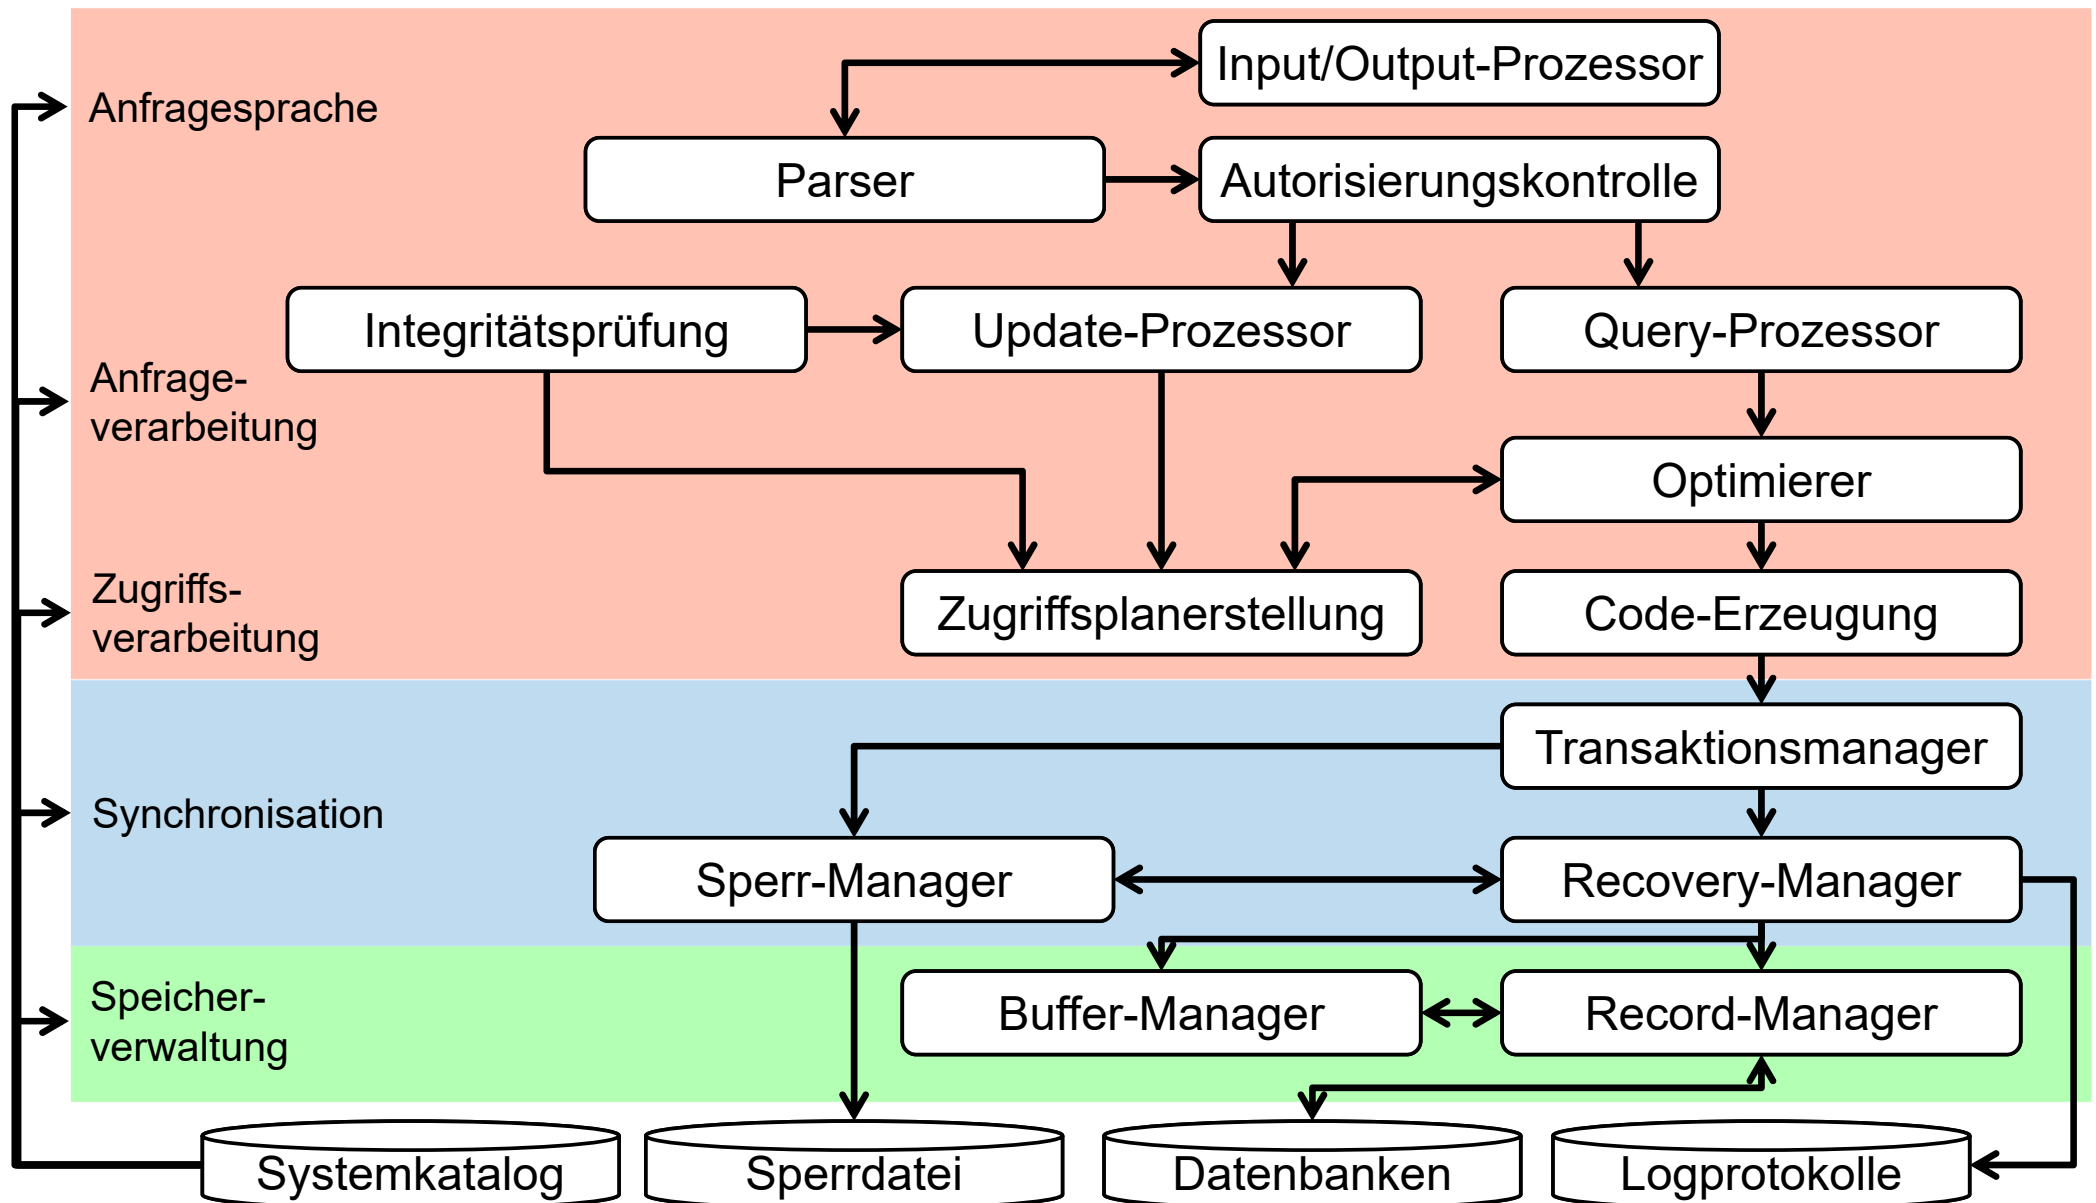 Input/Output-Prozessor
Anfragesprache
Parser
Autorisierungskontrolle
Integritätsprüfung
Update-Prozessor
Query-Prozessor
Anfrage-
verarbeitung
Optimierer
Zugriffs-
verarbeitung
Zugriffsplanerstellung
Code-Erzeugung
Transaktionsmanager
Synchronisation
Sperr-Manager
Recovery-Manager
Speicher-
verwaltung
Buffer-Manager
Record-Manager
Systemkatalog
Sperrdatei
Datenbanken
Logprotokolle